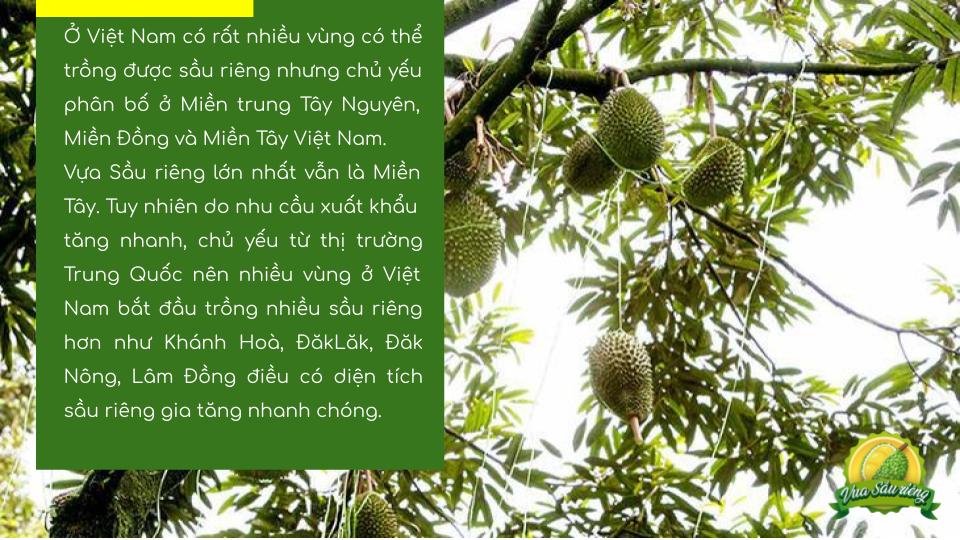 Ở Việt Nam có rất nhiều vùng có thể
trồng được sầu riêng nhưng chủ yếu
phân bố ở Miền trung Tây Nguyên,
Miền Đồng và Miền Tây Việt Nam.
Vựa Sầu riêng lớn nhất vẫn là Miền
Tây. Tuy nhiên do nhu cầu xuất khẩu
tăng nhanh, chủ yếu từ thị trường
Trung Quốc nên nhiều vùng ở Việt
Nam bắt đầu trồng nhiều sầu riêng
hơn như Khánh Hoà, ĐăkLăk, Đăk
Nông, Lâm Đồng điều có diện tích
sầu riêng gia tăng nhanh chóng.
Vua Sầu riêng